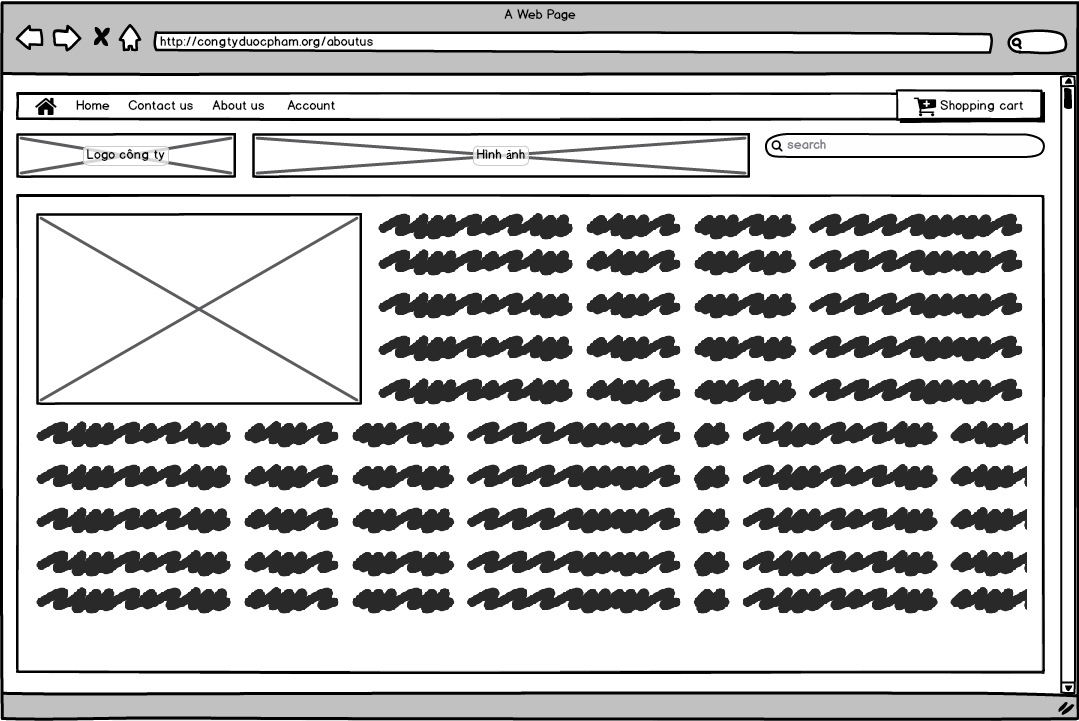 A Web Page
http://congtyduocpham.org/aboutus
Home Contact us About us Account Shopping cart
Logo công ty Hình ảnh search